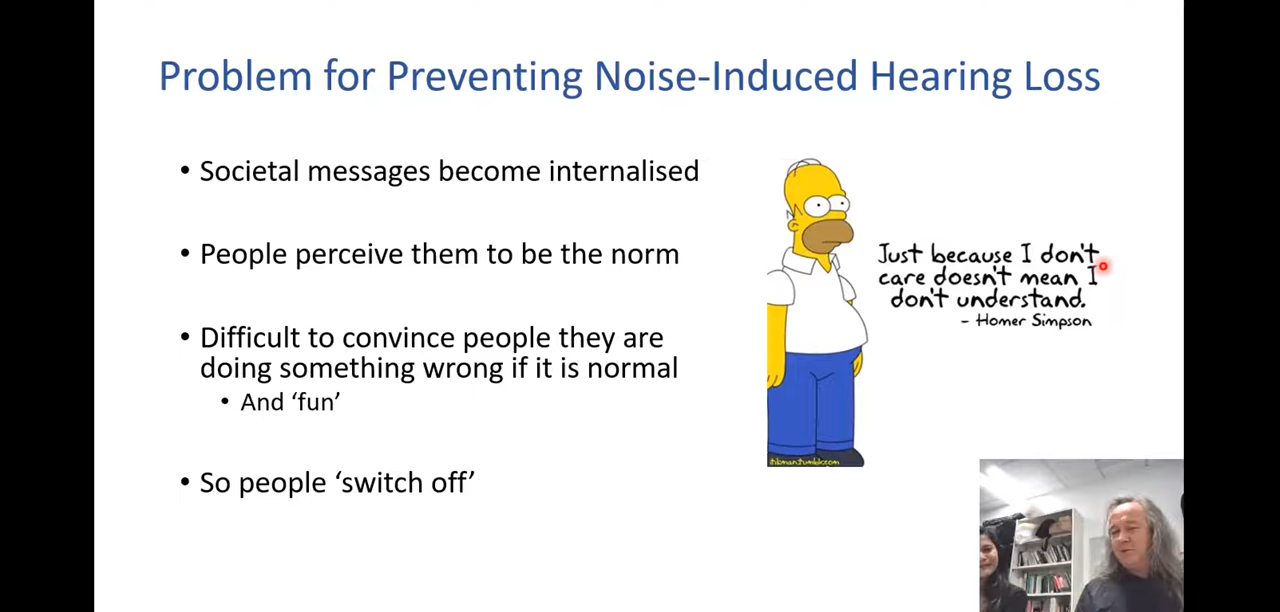 Problem for Preventing Noise-Induced Hearing Loss
• Societal messages become internalised
• People perceive them to be the norm
• Difficult to convince people they are
doing something wrong if it is normal
• And ‘fun’
• So people ‘switch off’
Just because I don't
care doesn't mean I
don't understand.
- Homer Simpson